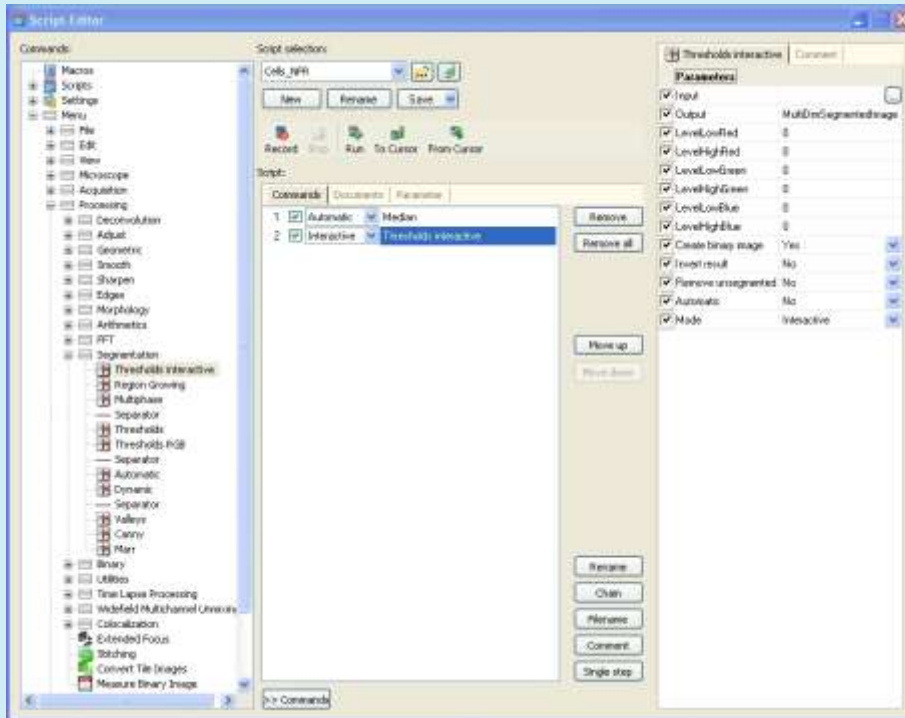 Script Editor
Commands:
Macros
Scripts
Settings
Menu
File
Edit
View
Microscope
Acquisition
Processing
Deconvolution
Adjust
Geometric
Smooth
Sharpen
Edges
Morphology
Arithmetics
FFT
Segmentation
Thresholds interactive
Region Growing
Multiphase
Separator
Thresholds
Thresholds RGB
Separator
Automatic
Dynamic
Separator
Valleys
Canny
Marr
Binary
Utilities
Time Lapse Processing
Widefield Multichannel
Colocalization
Extended Focus
Stitching
Convert Tile Images
Measure Binary Image
Script selection:
Cells_NPR
New Rename Save
Record Stop Run To Cursor From Cursor
Script:
Commands Documents Parameter
1 Automatic Median
2 Interactive Thresholds interactive
>> Commands
Remove
Remove all
Move up
Move down
Rename
Chain
Filename
Comment
Single step
Thresholds interactive Comment
Parameters
Input
Output MultiDimSegmentedImage
LevelLowRed 0
LevelHighRed 0
LevelLowGreen 0
LevelHighGreen 0
LevelLowBlue 0
LevelHighBlue 0
Create binary image Yes
Invert result No
Remove unsegmented No
Automatic No
Mode Interactive